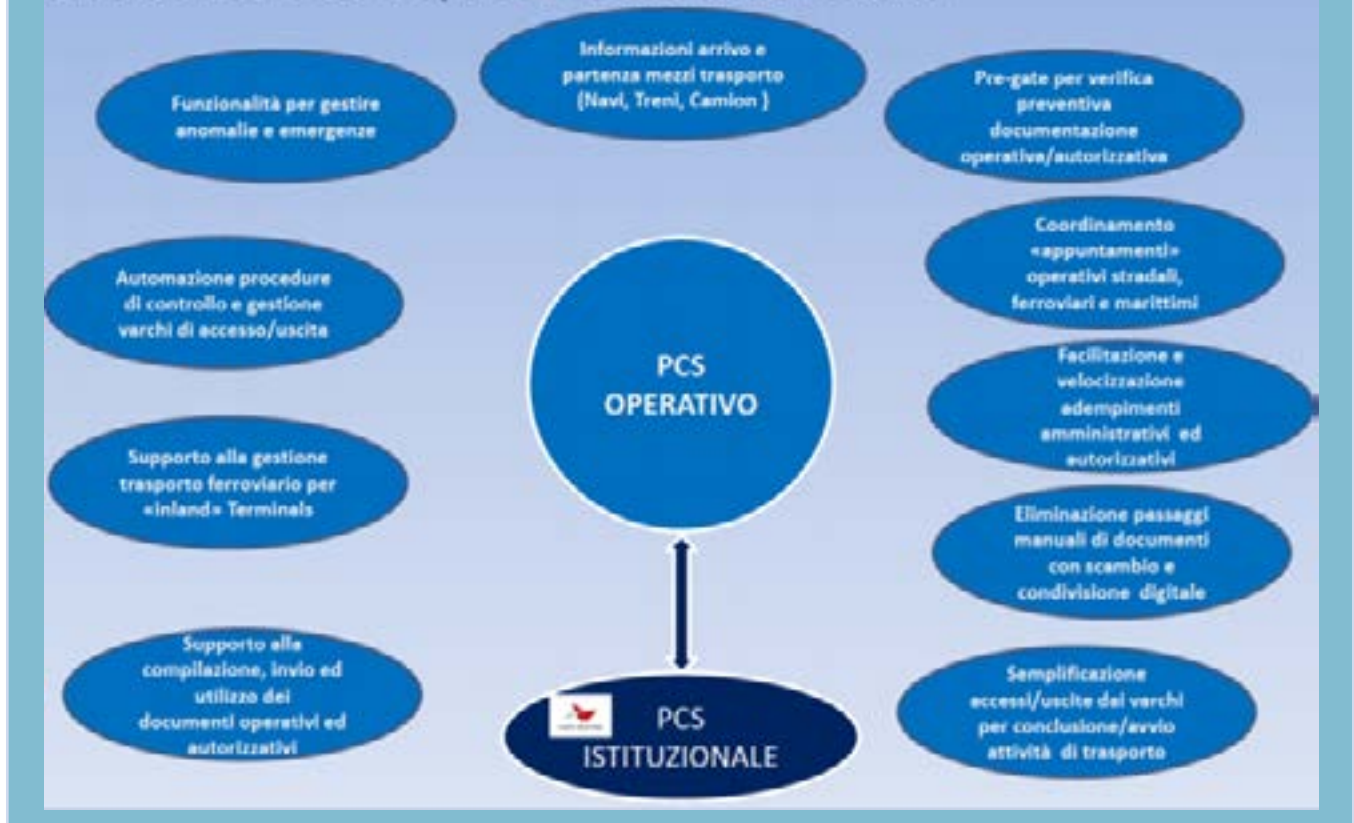 Informazioni arrivo e
partenza mezzi trasporto
(Navi, Treni, Camion )
Funzionalità per gestire
anomalie e emergenze
Pre-gate per verifica
preventiva
documentazione
operativa/autorizzativa
Coordinamento
«appuntamenti»
operativi stradali,
ferroviari e marittimi
Automazione procedure
di controllo e gestione
varchi di accesso/uscita
PCS
OPERATIVO
Facilitazione e
velocizzazione
adempimenti
amministrativi ed
autorizzativi
Supporto alla gestione
trasporto ferroviario per
«inland» Terminals
Eliminazione passaggi
manuali di documenti
con scambio e
condivisione digitale
Supporto alla
compilazione, invio ed
utilizzo dei
documenti operativi ed
autorizzativi
PCS
ISTITUZIONALE
Semplificazione
accessi/uscite dai varchi
per conclusione/avvio
attività di trasporto